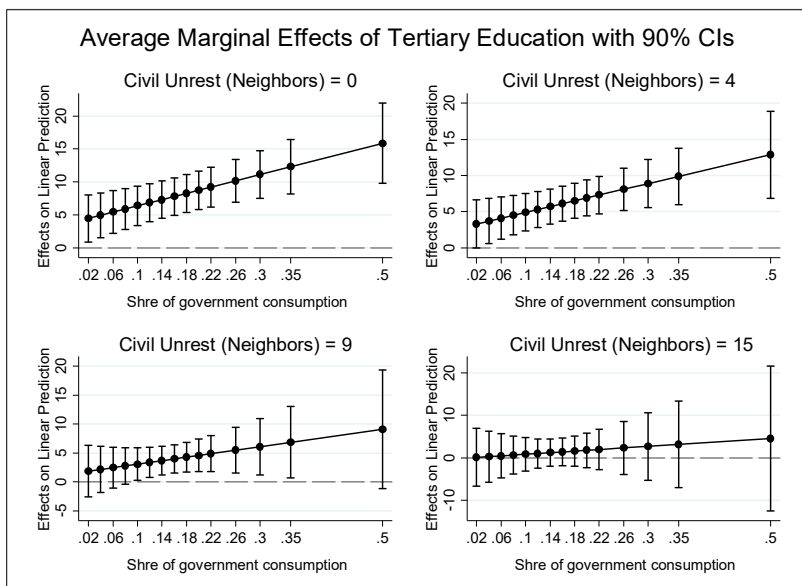 Average Marginal Effects of Tertiary Education with 90% CIs
Civil Unrest (Neighbors) = 0
Effects on Linear Prediction
20
15
10
5
0
.02 .06 .1 .14 .18 .22 .26 .3 .35 .5
Shre of government consumption
Civil Unrest (Neighbors) = 4
Effects on Linear Prediction
20
15
10
5
0
.02 .06 .1 .14 .18 .22 .26 .3 .35 .5
Shre of government consumption
Civil Unrest (Neighbors) = 9
Effects on Linear Prediction
20
15
10
5
0
-5
.02 .06 .1 .14 .18 .22 .26 .3 .35 .5
Shre of government consumption
Civil Unrest (Neighbors) = 15
Effects on Linear Prediction
20
10
0
-10
.02 .06 .1 .14 .18 .22 .26 .3 .35 .5
Shre of government consumption